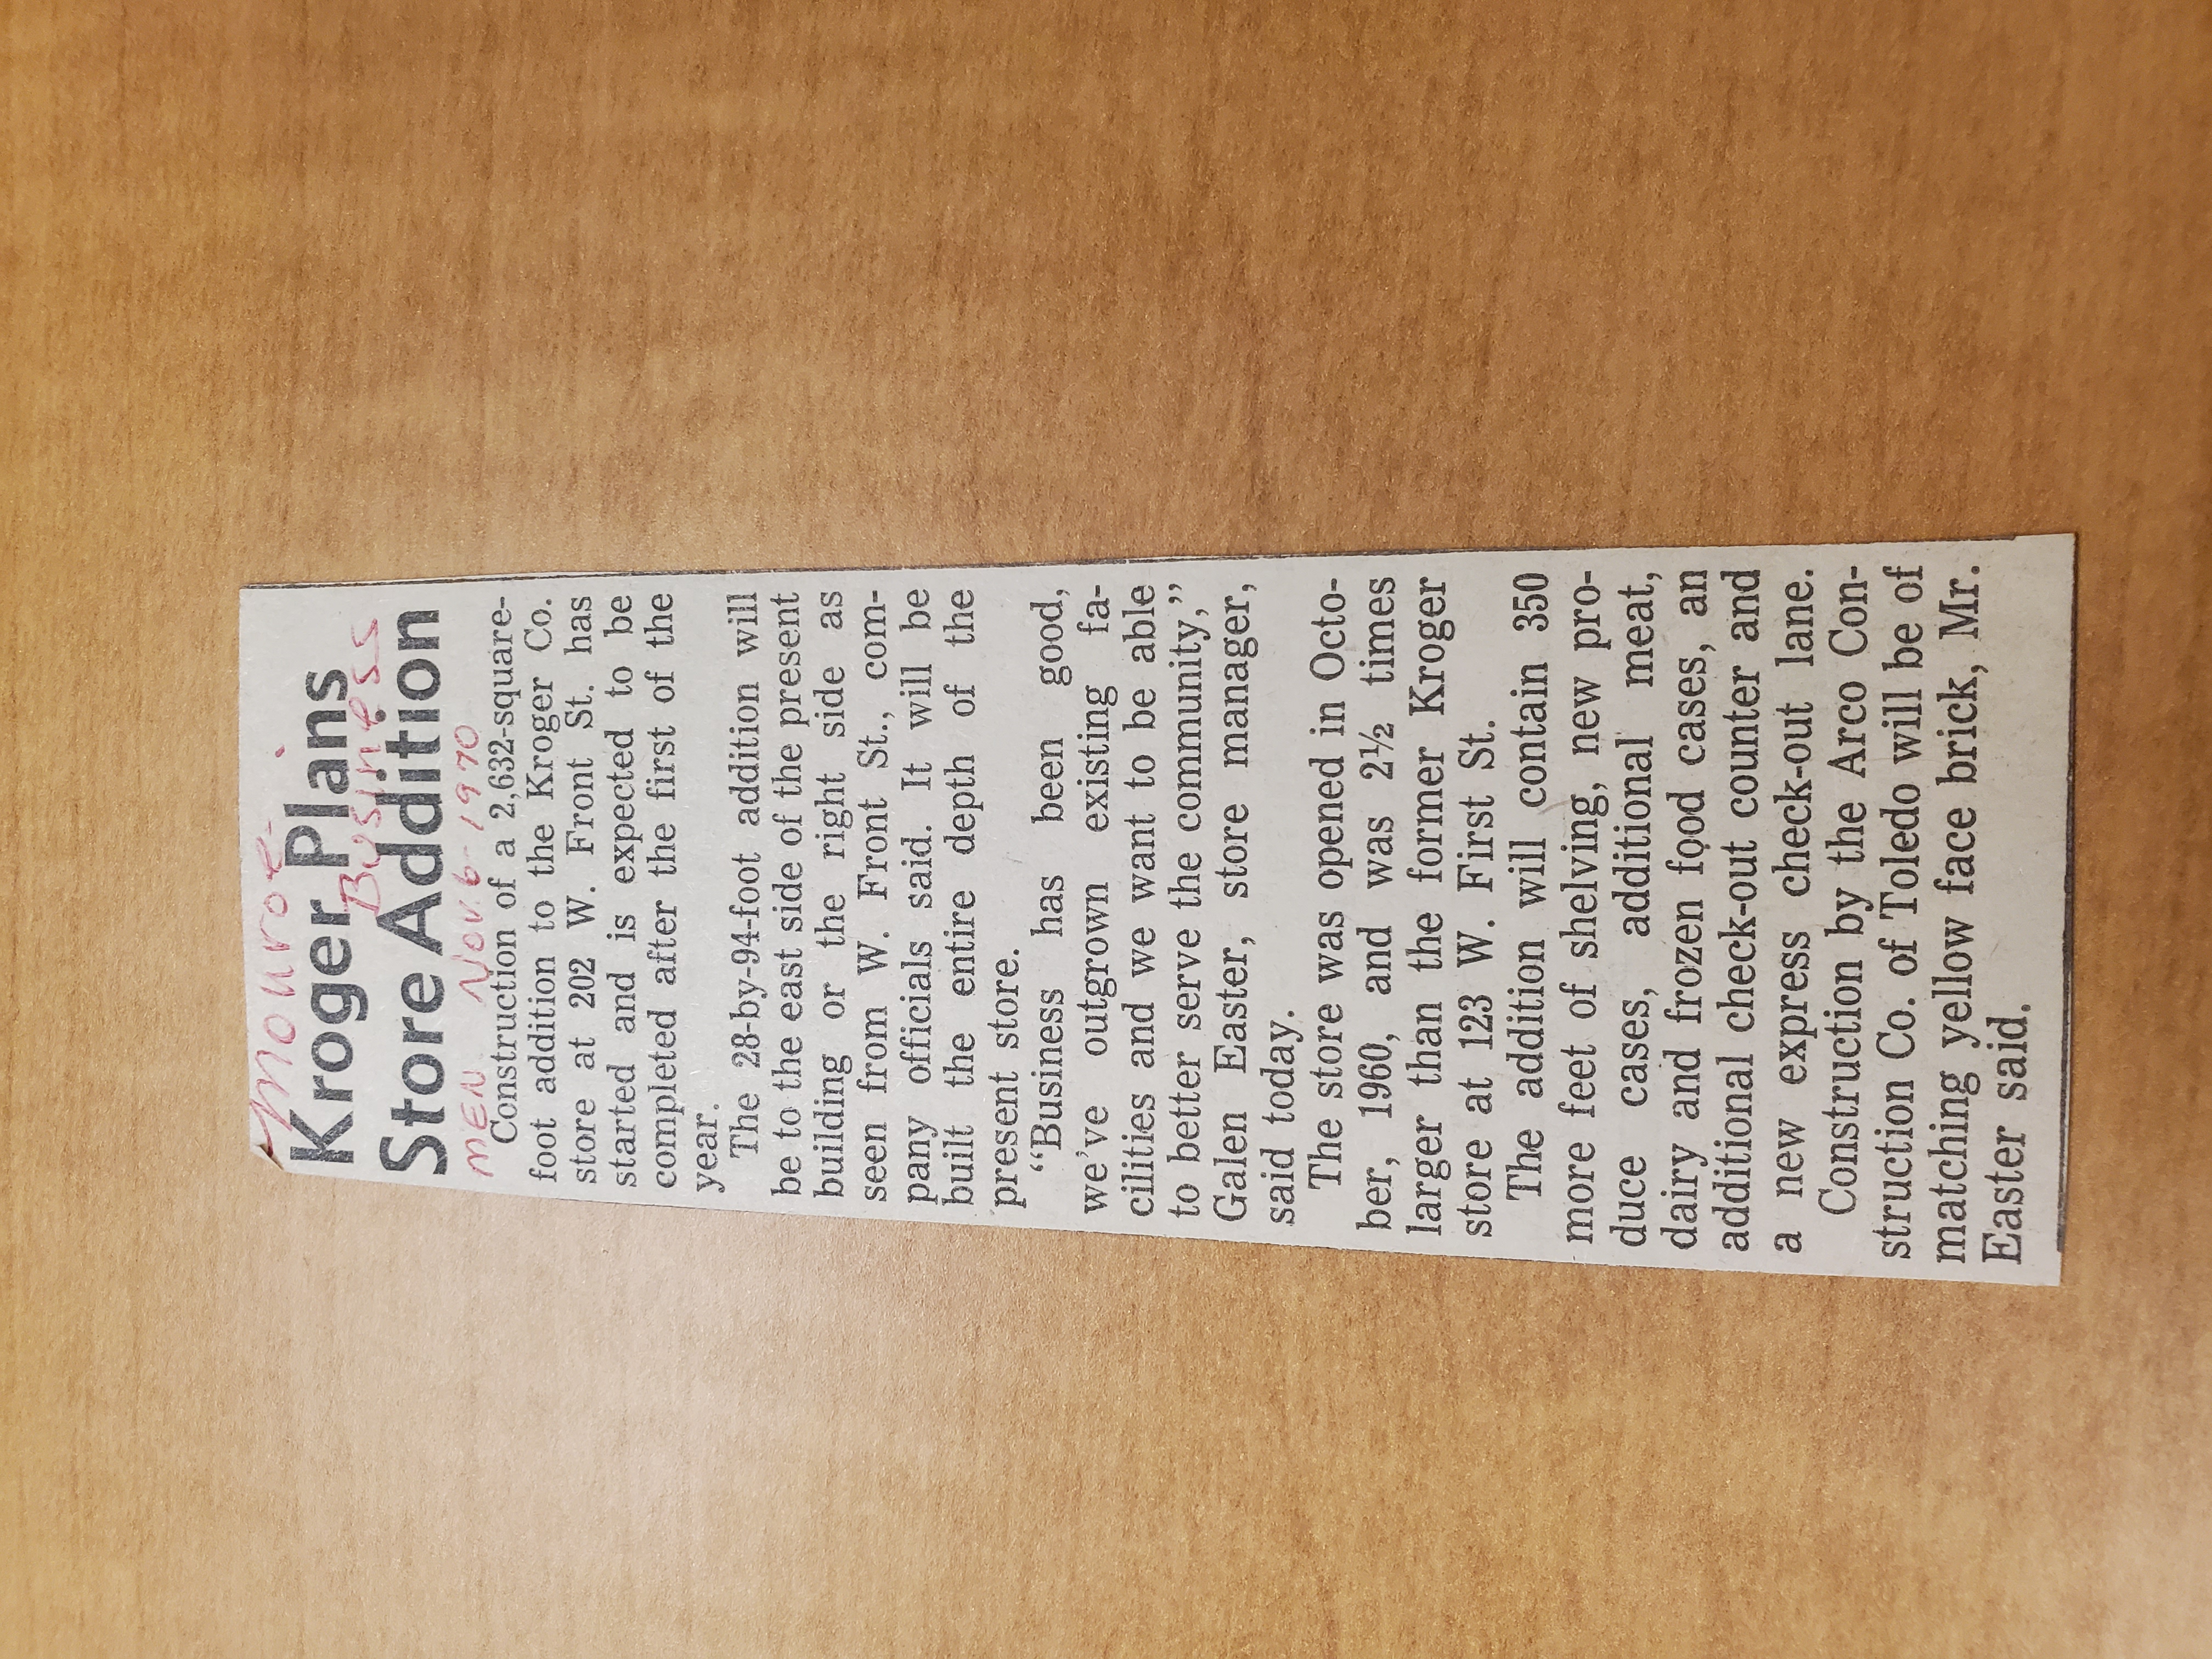 Monroe-
Kroger Plans
Business
Store Addition
MEN Nov. 6-1970
Construction of a 2,632-square-
foot addition to the Kroger Co.
store at 202 W. Front St. has
started and is expected to be
completed after the first of the
year.
The 28-by-94-foot addition will
be to the east side of the present
building or the right side as
seen from W. Front St., com-
pany officials said. It will be
built the entire depth of the
present store.
“Business has been good,
we’ve outgrown existing fa-
cilities and we want to be able
to better serve the community,”
Galen Easter, store manager,
said today.
The store was opened in Octo-
ber, 1960, and was 2½ times
larger than the former Kroger
store at 123 W. First St.
The addition will contain 350
more feet of shelving, new pro-
duce cases, additional meat,
dairy and frozen food cases, an
additional check-out counter and
a new express check-out lane.
Construction by the Arco Con-
struction Co. of Toledo will be of
matching yellow face brick, Mr.
Easter said.